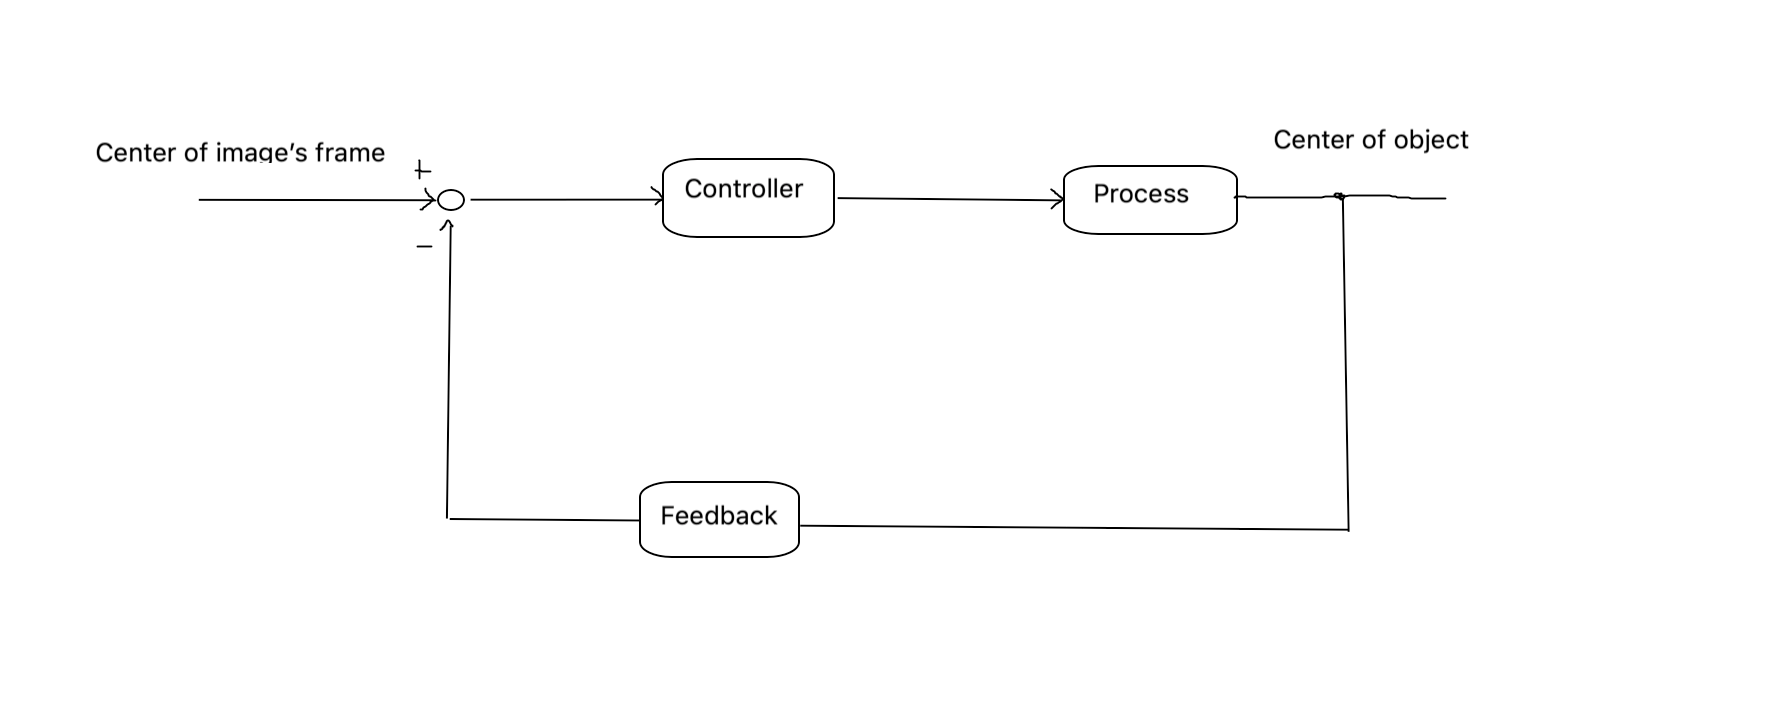 Center of image's frame
+
Center of object
Controller
Process
−
Feedback